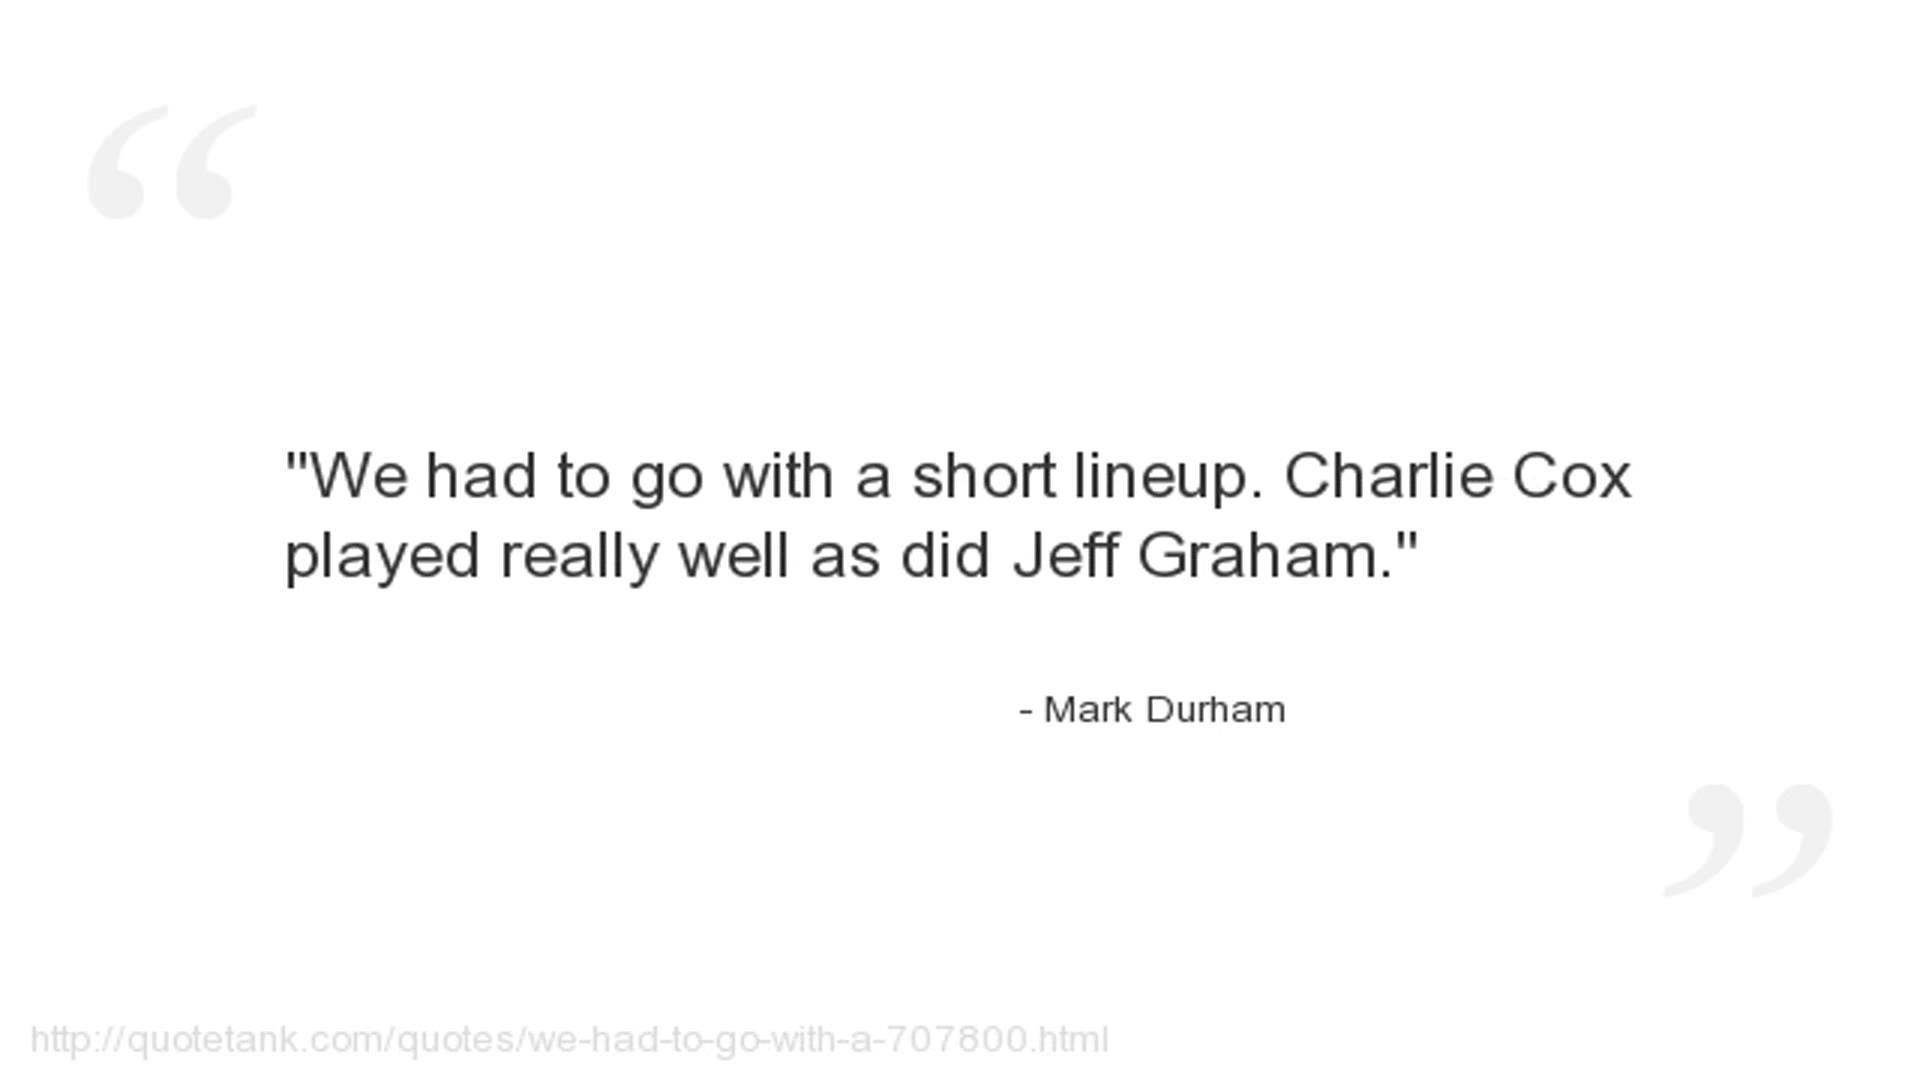 "We had to go with a short lineup. Charlie Cox
played really well as did Jeff Graham."
- Mark Durham
http://quotetank.com/quotes/we-had-to-go-with-a-707800.html